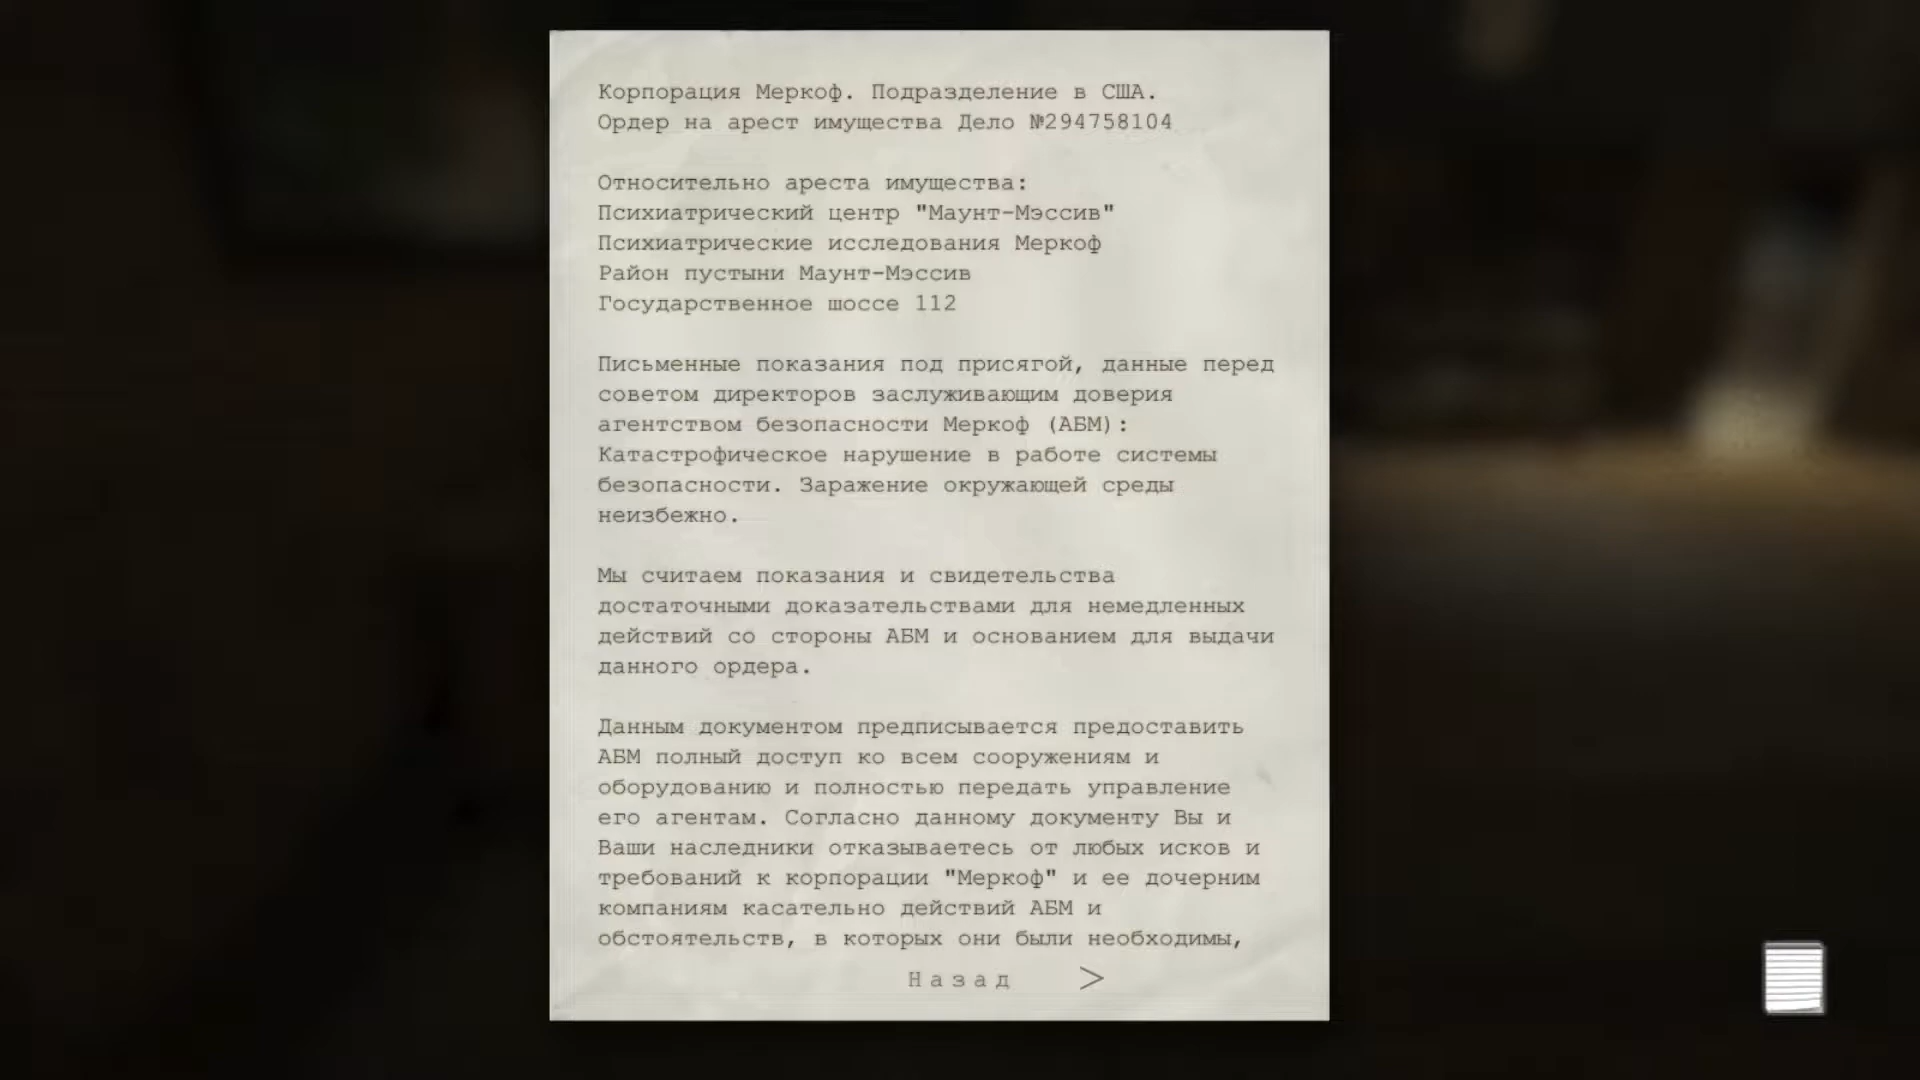 Корпорация Меркоф. Подразделение в США.
Ордер на арест имущества Дело №294758104
Относительно ареста имущества:
Психиатрический центр "Маунт-Мэссив"
Психиатрические исследования Меркоф
Район пустыни Маунт-Мэссив
Государственное шоссе 112
Письменные показания под присягой, данные перед
советом директоров заслуживающим доверия
агентством безопасности Меркоф (АБМ):
Катастрофическое нарушение в работе системы
безопасности. Заражение окружающей среды
неизбежно.
Мы считаем показания и свидетельства
достаточными доказательствами для немедленных
действий со стороны АБМ и основанием для выдачи
данного ордера.
Данным документом предписывается предоставить
АБМ полный доступ ко всем сооружениям и
оборудованию и полностью передать управление
его агентам. Согласно данному документу Вы и
Ваши наследники отказываетесь от любых исков и
требований к корпорации "Меркоф" и ее дочерним
компаниям касательно действий АБМ и
обстоятельств, в которых они были необходимы,
Назад >